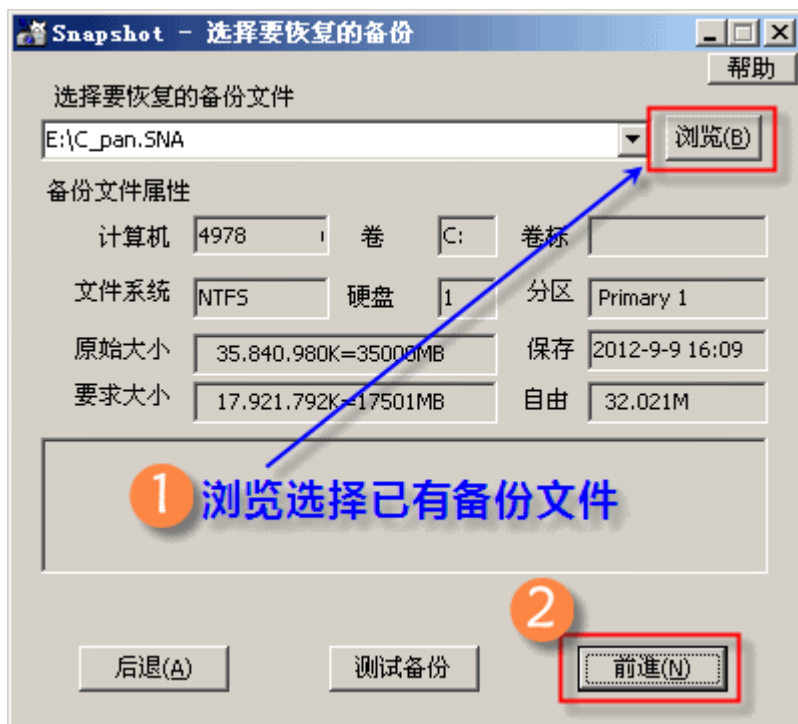 Snapshot - 选择要恢复的备份
帮助
选择要恢复的备份文件
E:\C_pan.SNA
浏览(B)
备份文件属性
计算机 4978 卷 C: 卷标
文件系统 NTFS 硬盘 1 分区 Primary 1
原始大小 35.840.980K=35000MB 保存 2012-9-9 16:09
要求大小 17.921.792K=17501MB 自由 32.021M
1 浏览选择已有备份文件
2
后退(A) 测试备份 前進(N)